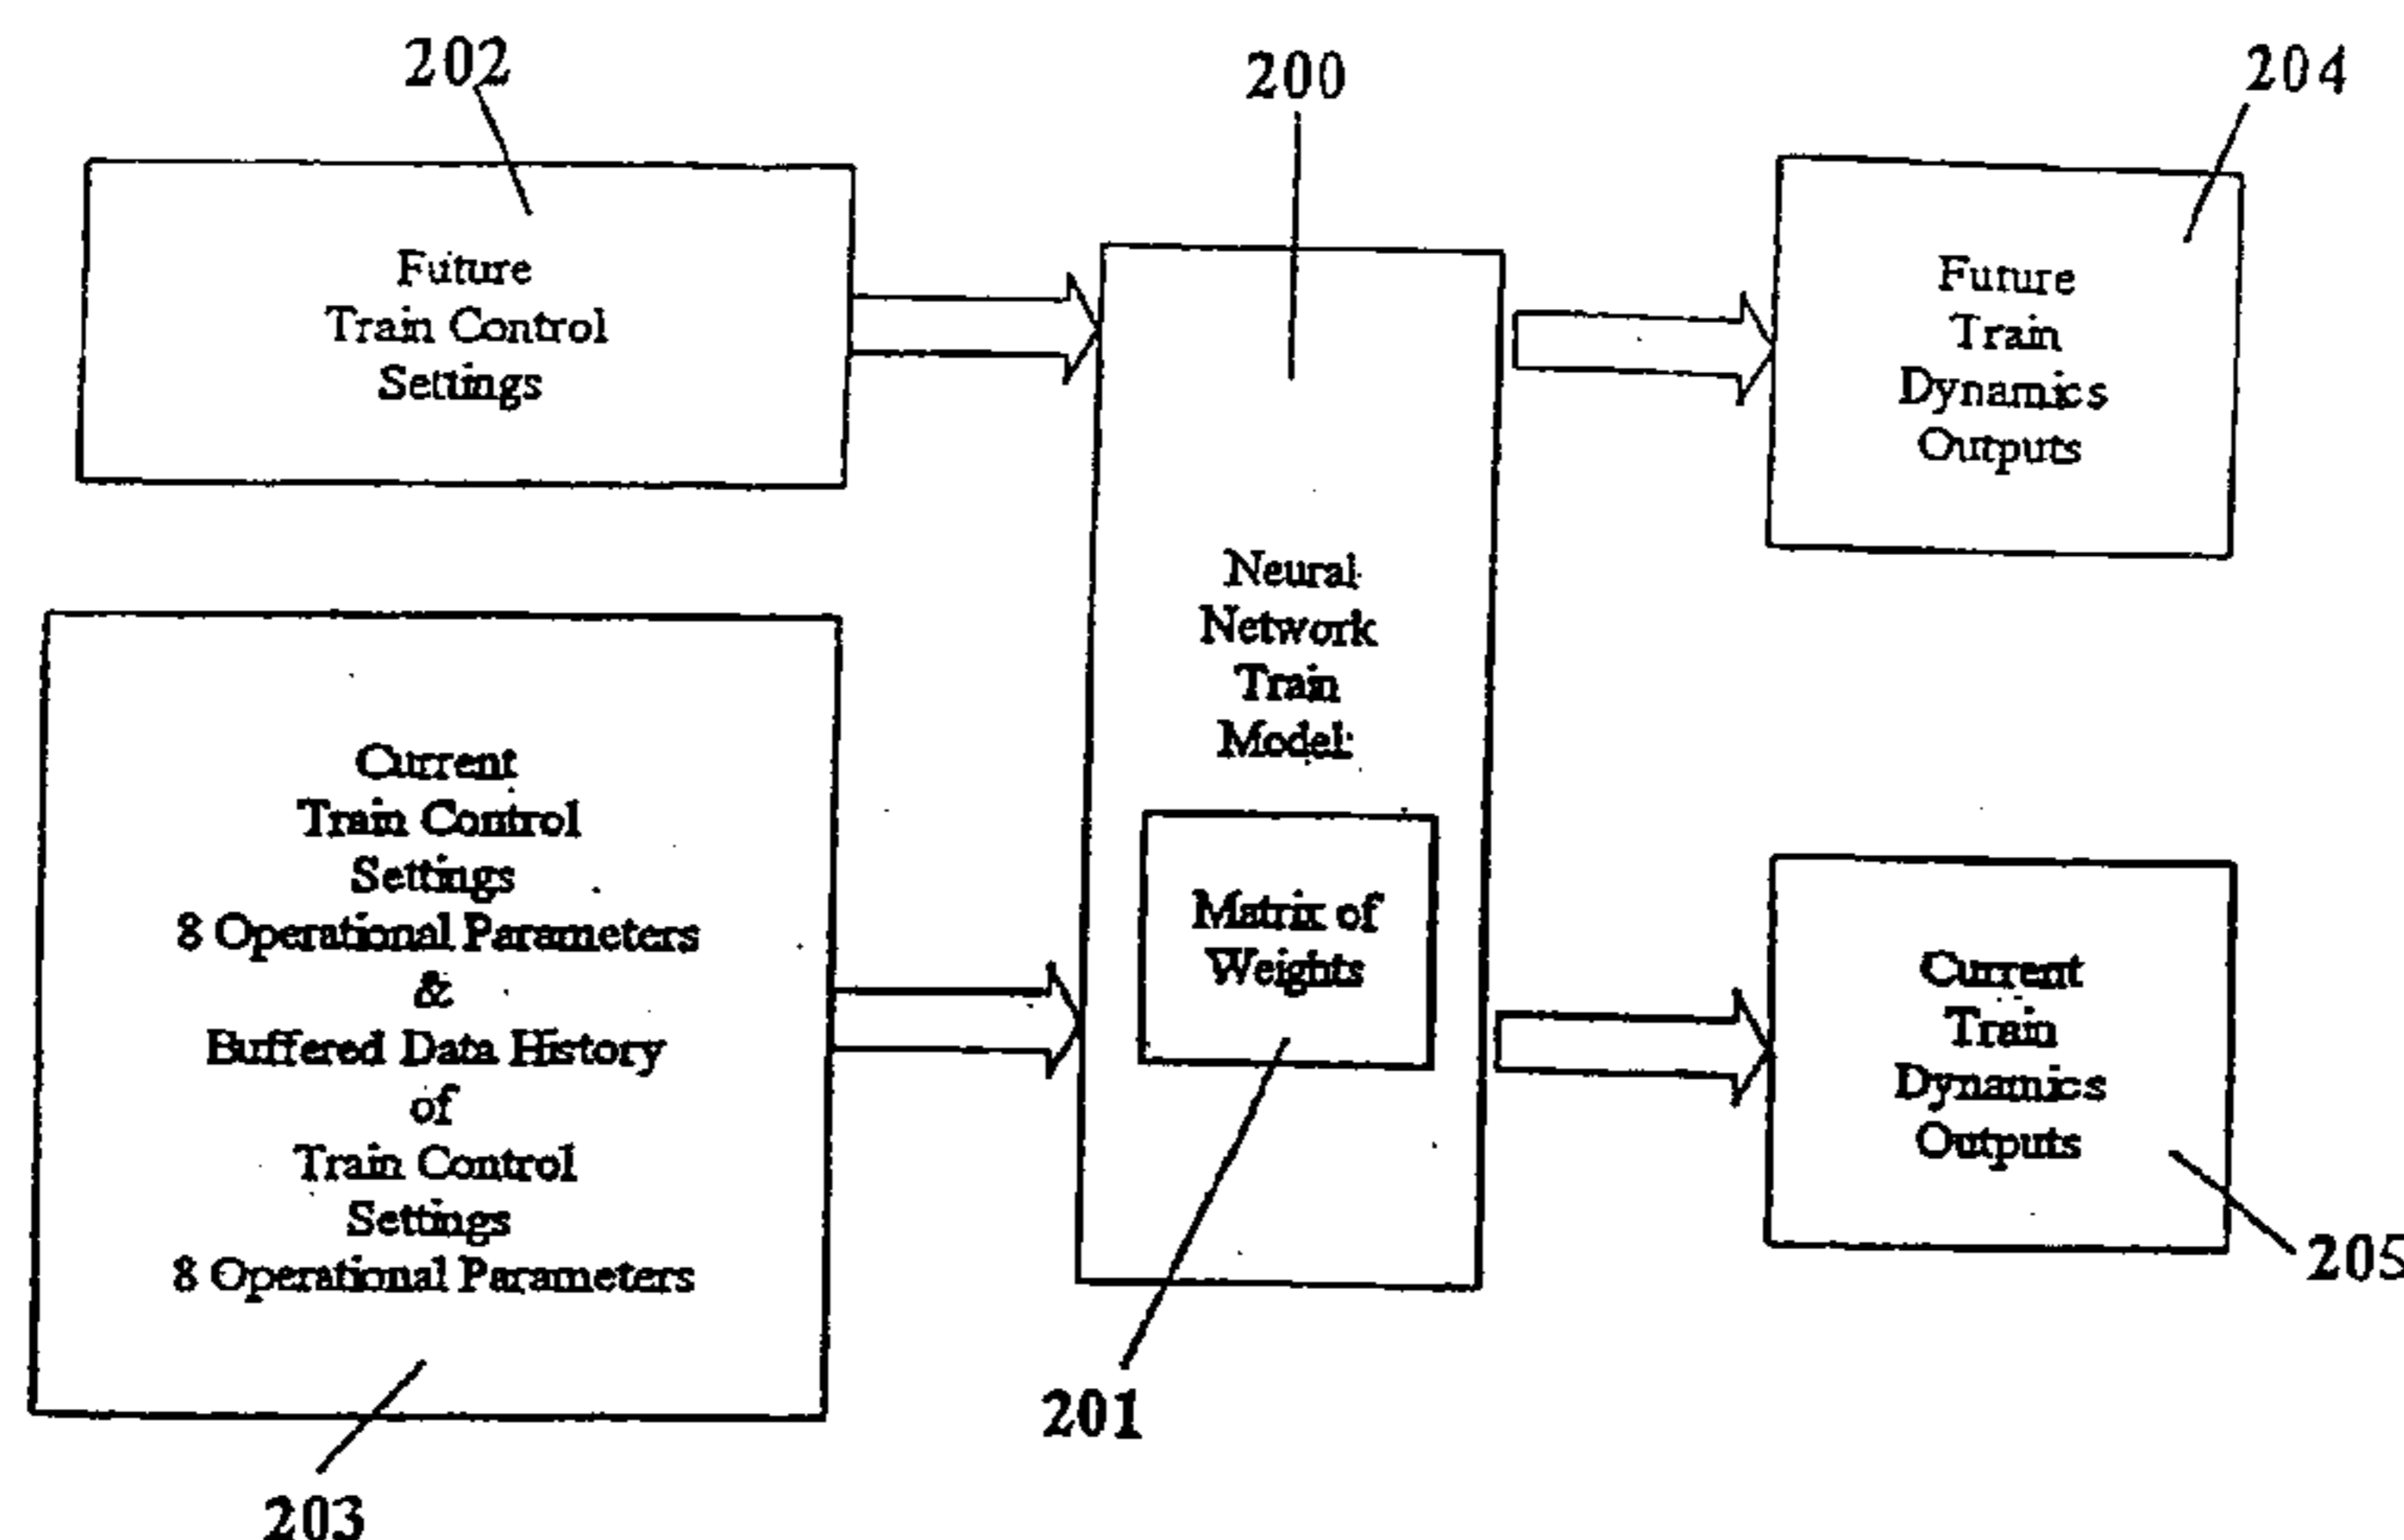 202
200
204
Future
Train Control
Settings
Future
Train
Dynamics
Outputs
Neural
Network
Train
Model:
Matrix of
Weights
Current
Train Control
Settings
8 Operational Parameters
&
Buffered Data History
of
Train Control
Settings
8 Operational Parameters
Current
Train
Dynamics
Outputs
205
201
203